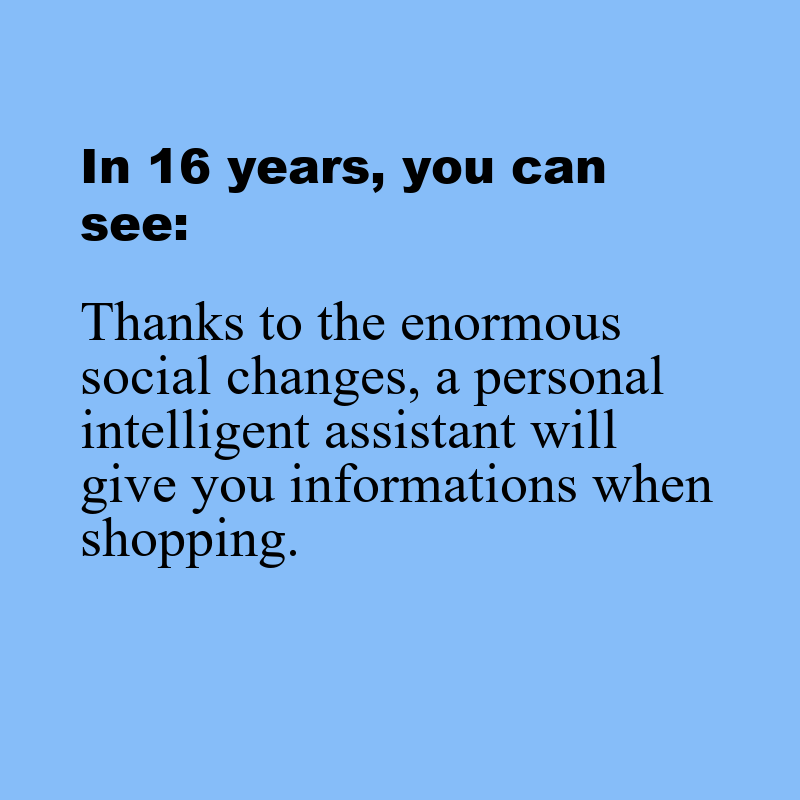 In 16 years, you can
see:
Thanks to the enormous
social changes, a personal
intelligent assistant will
give you informations when
shopping.